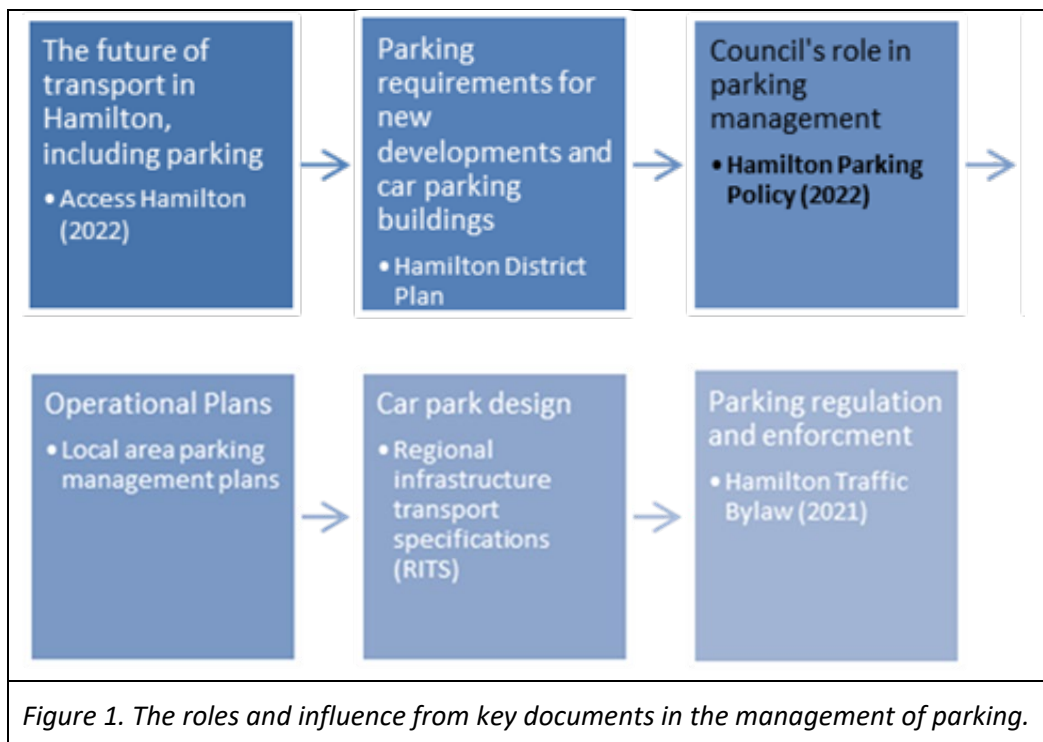 The future of
transport in
Hamilton,
including parking
• Access Hamilton
(2022)
Parking
requirements for
new
developments and
car parking
buildings
• Hamilton District
Plan
Council's role in
parking
management
• Hamilton Parking
Policy (2022)
Operational Plans
• Local area parking
management plans
Car park design
• Regional
infrastructure
transport
specifications
(RITS)
Parking regulation
and enforcment
• Hamilton Traffic
Bylaw (2021)
Figure 1. The roles and influence from key documents in the management of parking.